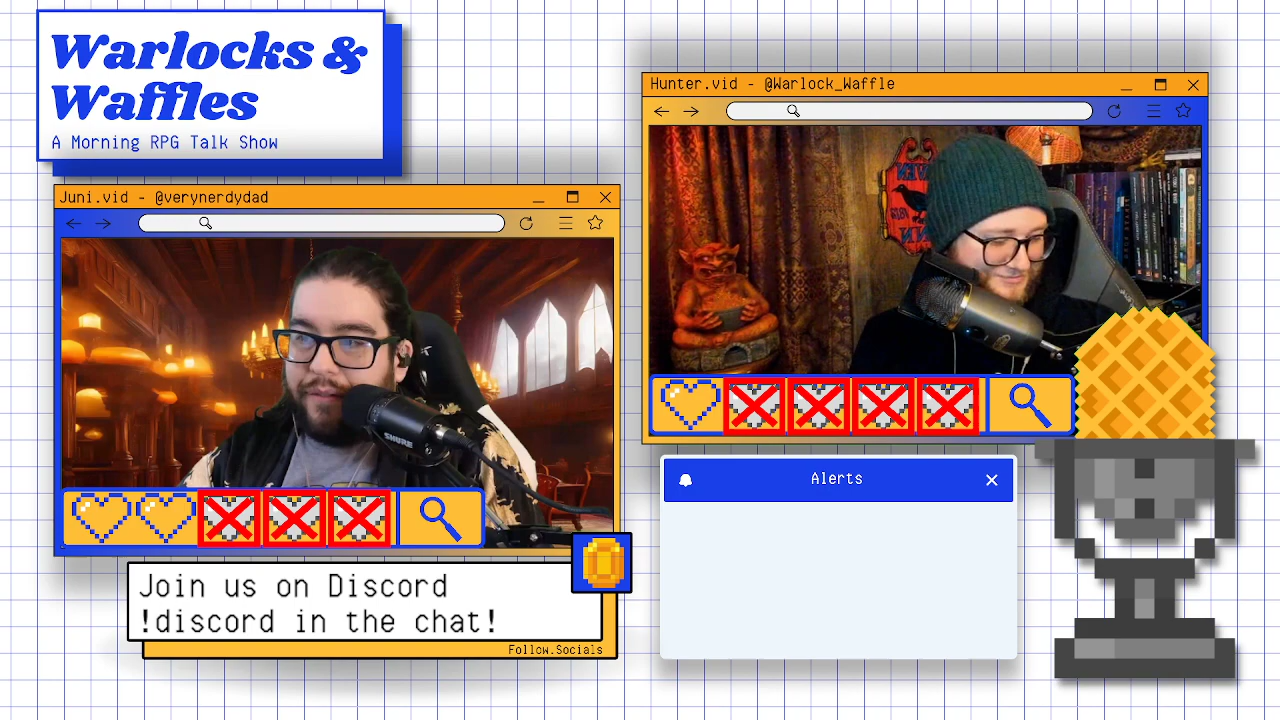 Warlocks &
Waffles
A Morning RPG Talk Show
Juni.vid - @verynerdydad
Hunter.vid - @Warlock_Waffle
SHURE
Join us on Discord
!discord in the chat!
Follow.Socials
Alerts